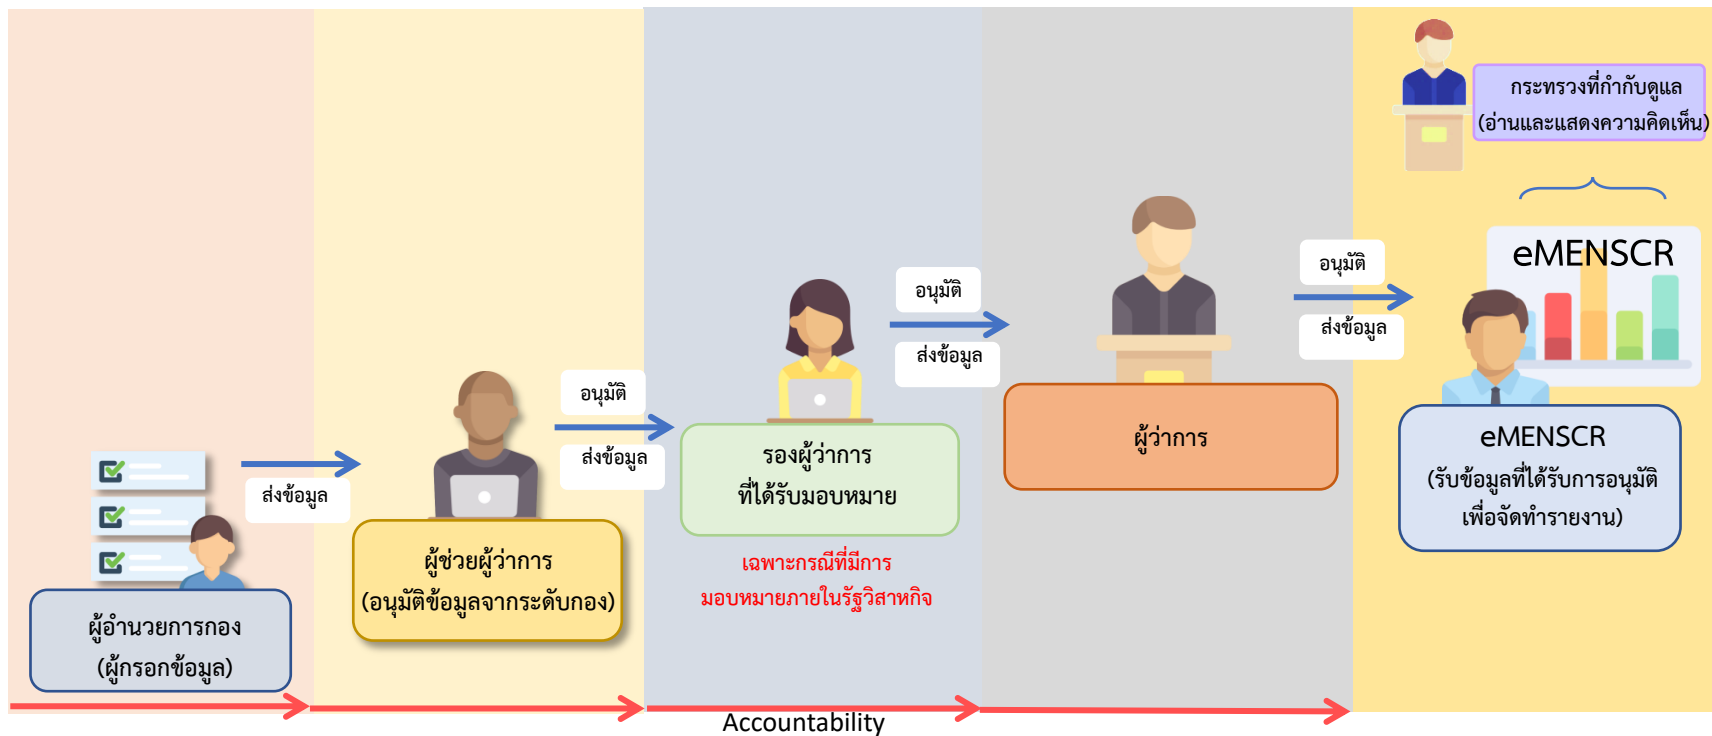 กระทรวงที่กำกับดูแล
(อ่านและแสดงความคิดเห็น)
eMENSCR
อนุมัติ
ส่งข้อมูล
อนุมัติ
ส่งข้อมูล
อนุมัติ
ส่งข้อมูล
ส่งข้อมูล
ผู้อำนวยการกอง
(ผู้กรอกข้อมูล)
ผู้ช่วยผู้ว่าการ
(อนุมัติข้อมูลจากระดับกอง)
รองผู้ว่าการ
ที่ได้รับมอบหมาย
เฉพาะกรณีที่มีการ
มอบหมายภายในรัฐวิสาหกิจ
ผู้ว่าการ
eMENSCR
(รับข้อมูลที่ได้รับการอนุมัติ
เพื่อจัดทำรายงาน)
Accountability